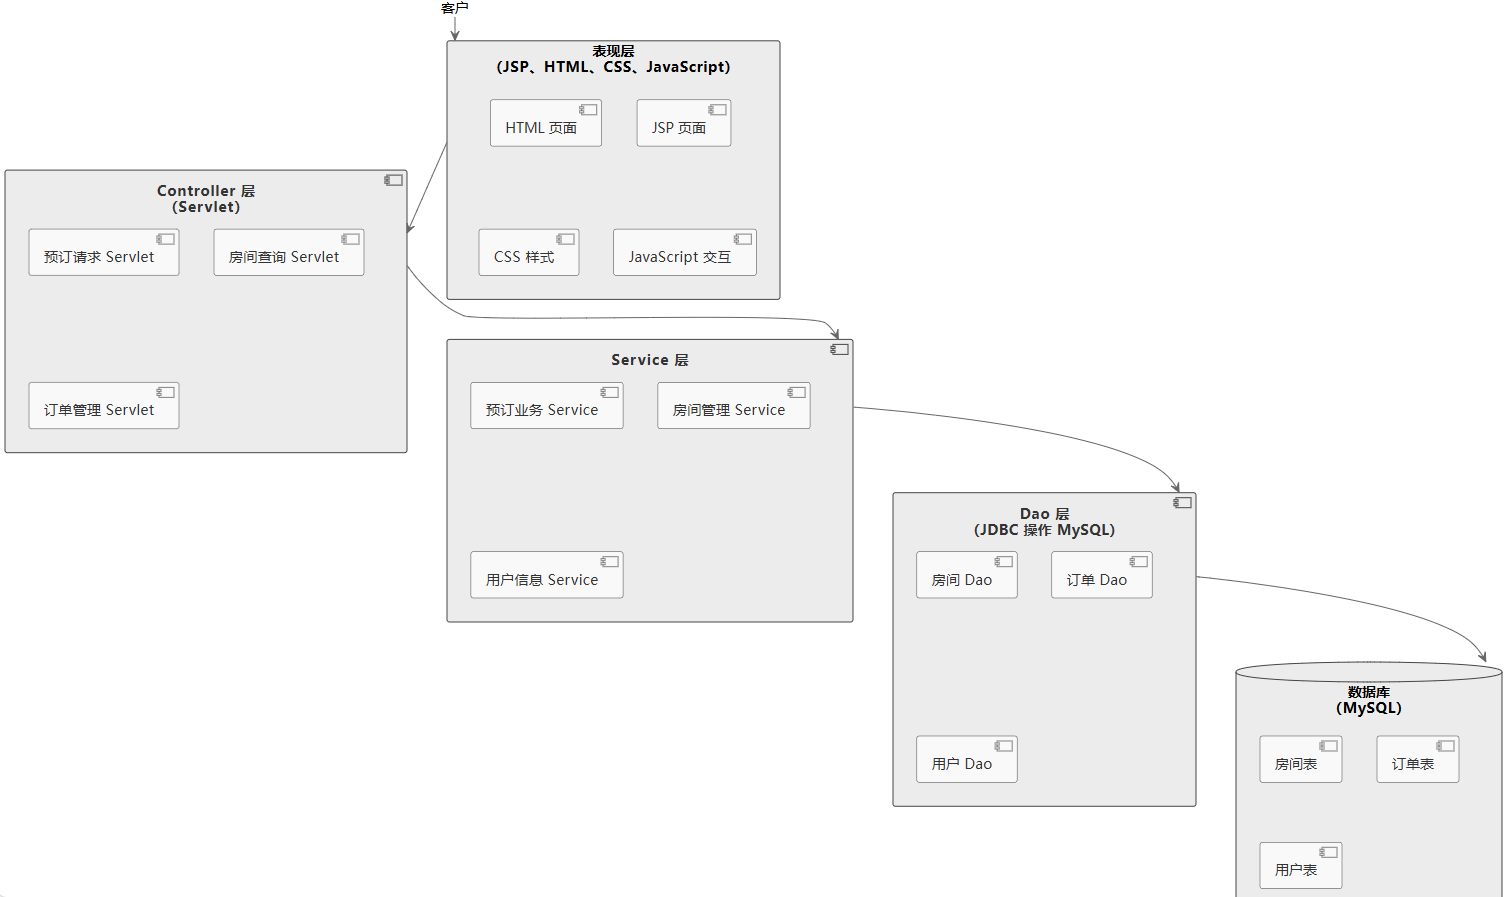 客户
表现层
(JSP、HTML、CSS、JavaScript)
HTML 页面
JSP 页面
CSS 样式
JavaScript 交互
Controller 层
(Servlet)
预订请求 Servlet
房间查询 Servlet
订单管理 Servlet
Service 层
预订业务 Service
房间管理 Service
用户信息 Service
Dao 层
(JDBC 操作 MySQL)
房间 Dao
订单 Dao
用户 Dao
数据库
(MySQL)
房间表
订单表
用户表